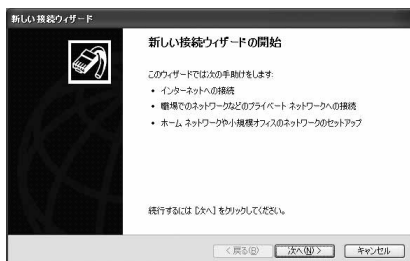 新しい接続ウィザード
新しい接続ウィザードの開始
このウィザードでは次の手助けをします:
• インターネットへの接続
• 職場でのネットワークなどのプライベート ネットワークへの接続
• ホーム ネットワークや小規模オフィスのネットワークのセットアップ
続行するには [次へ] をクリックしてください。
< 戻る(B)
次へ(N) >
キャンセル